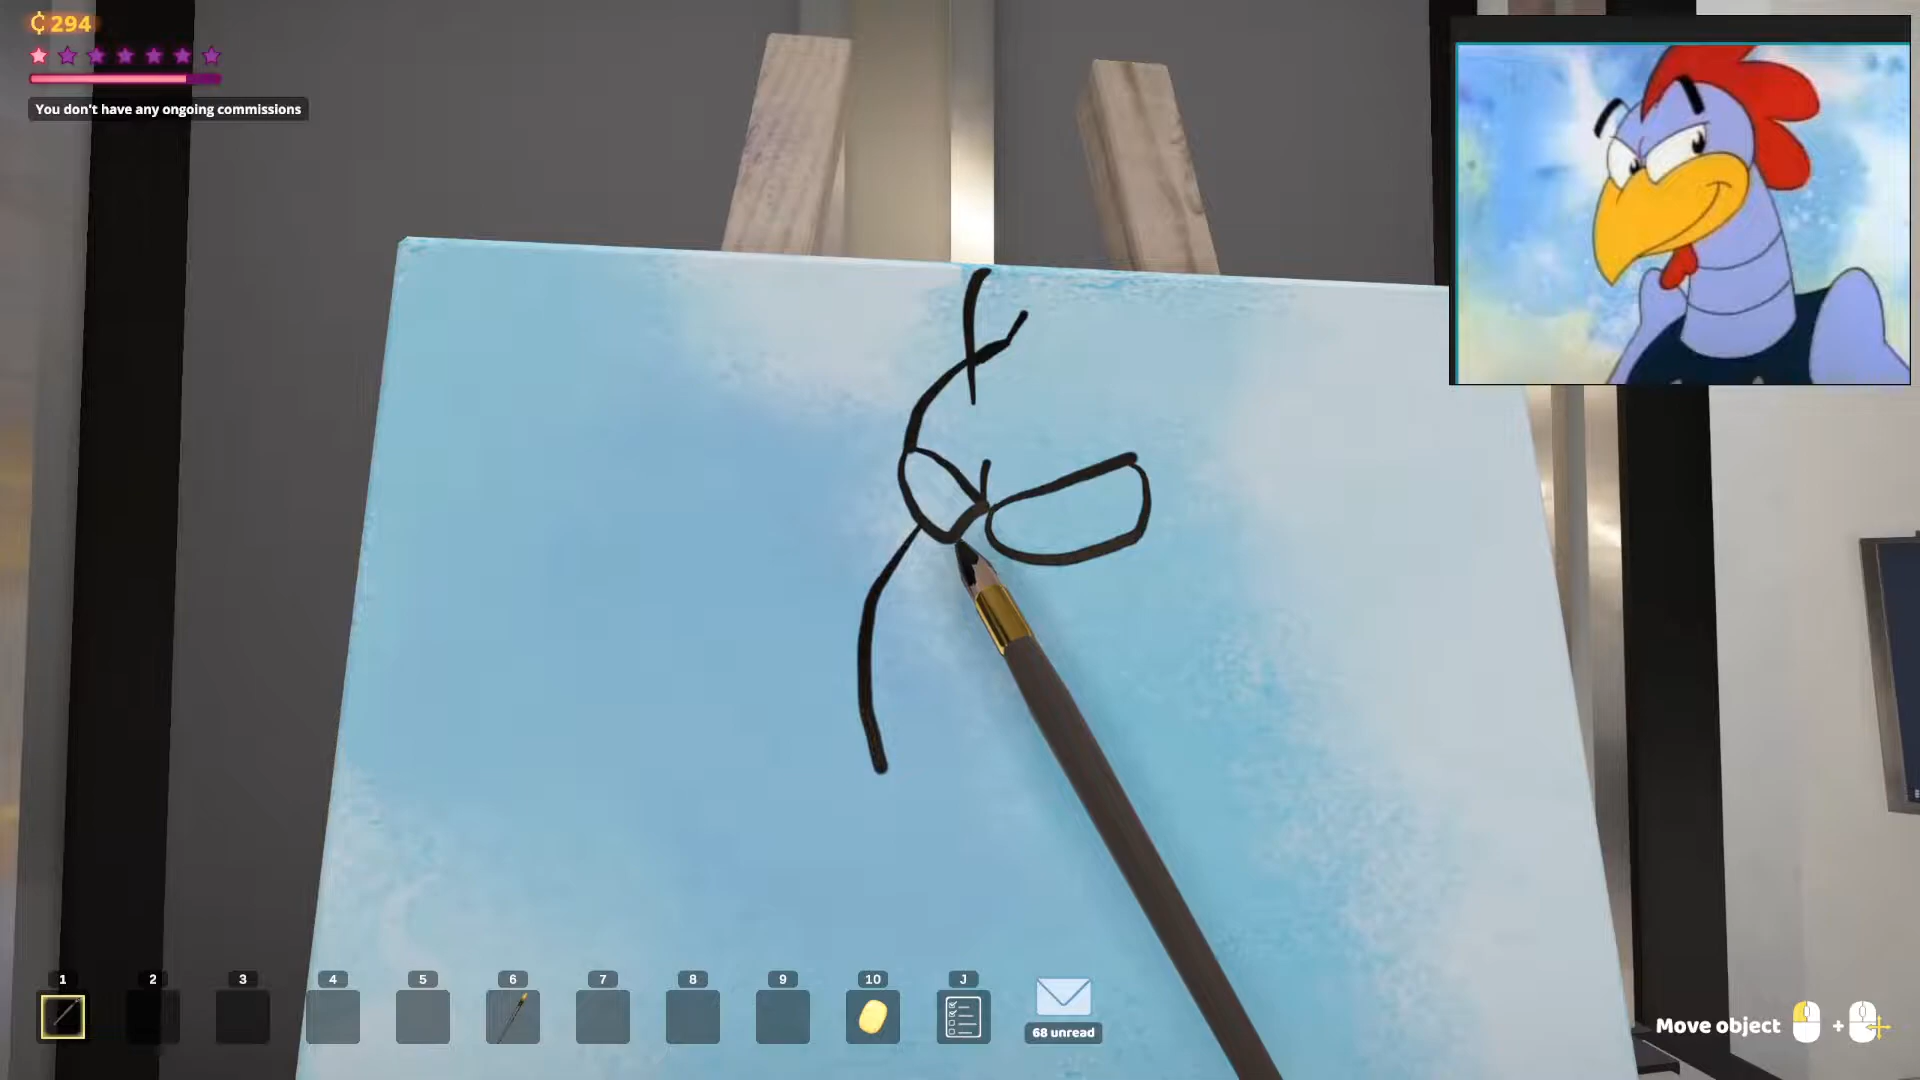 ₵ 294
You don't have any ongoing commissions
1 2 3 4 5 6 7 8 9 10 J
68 unread
Move object +